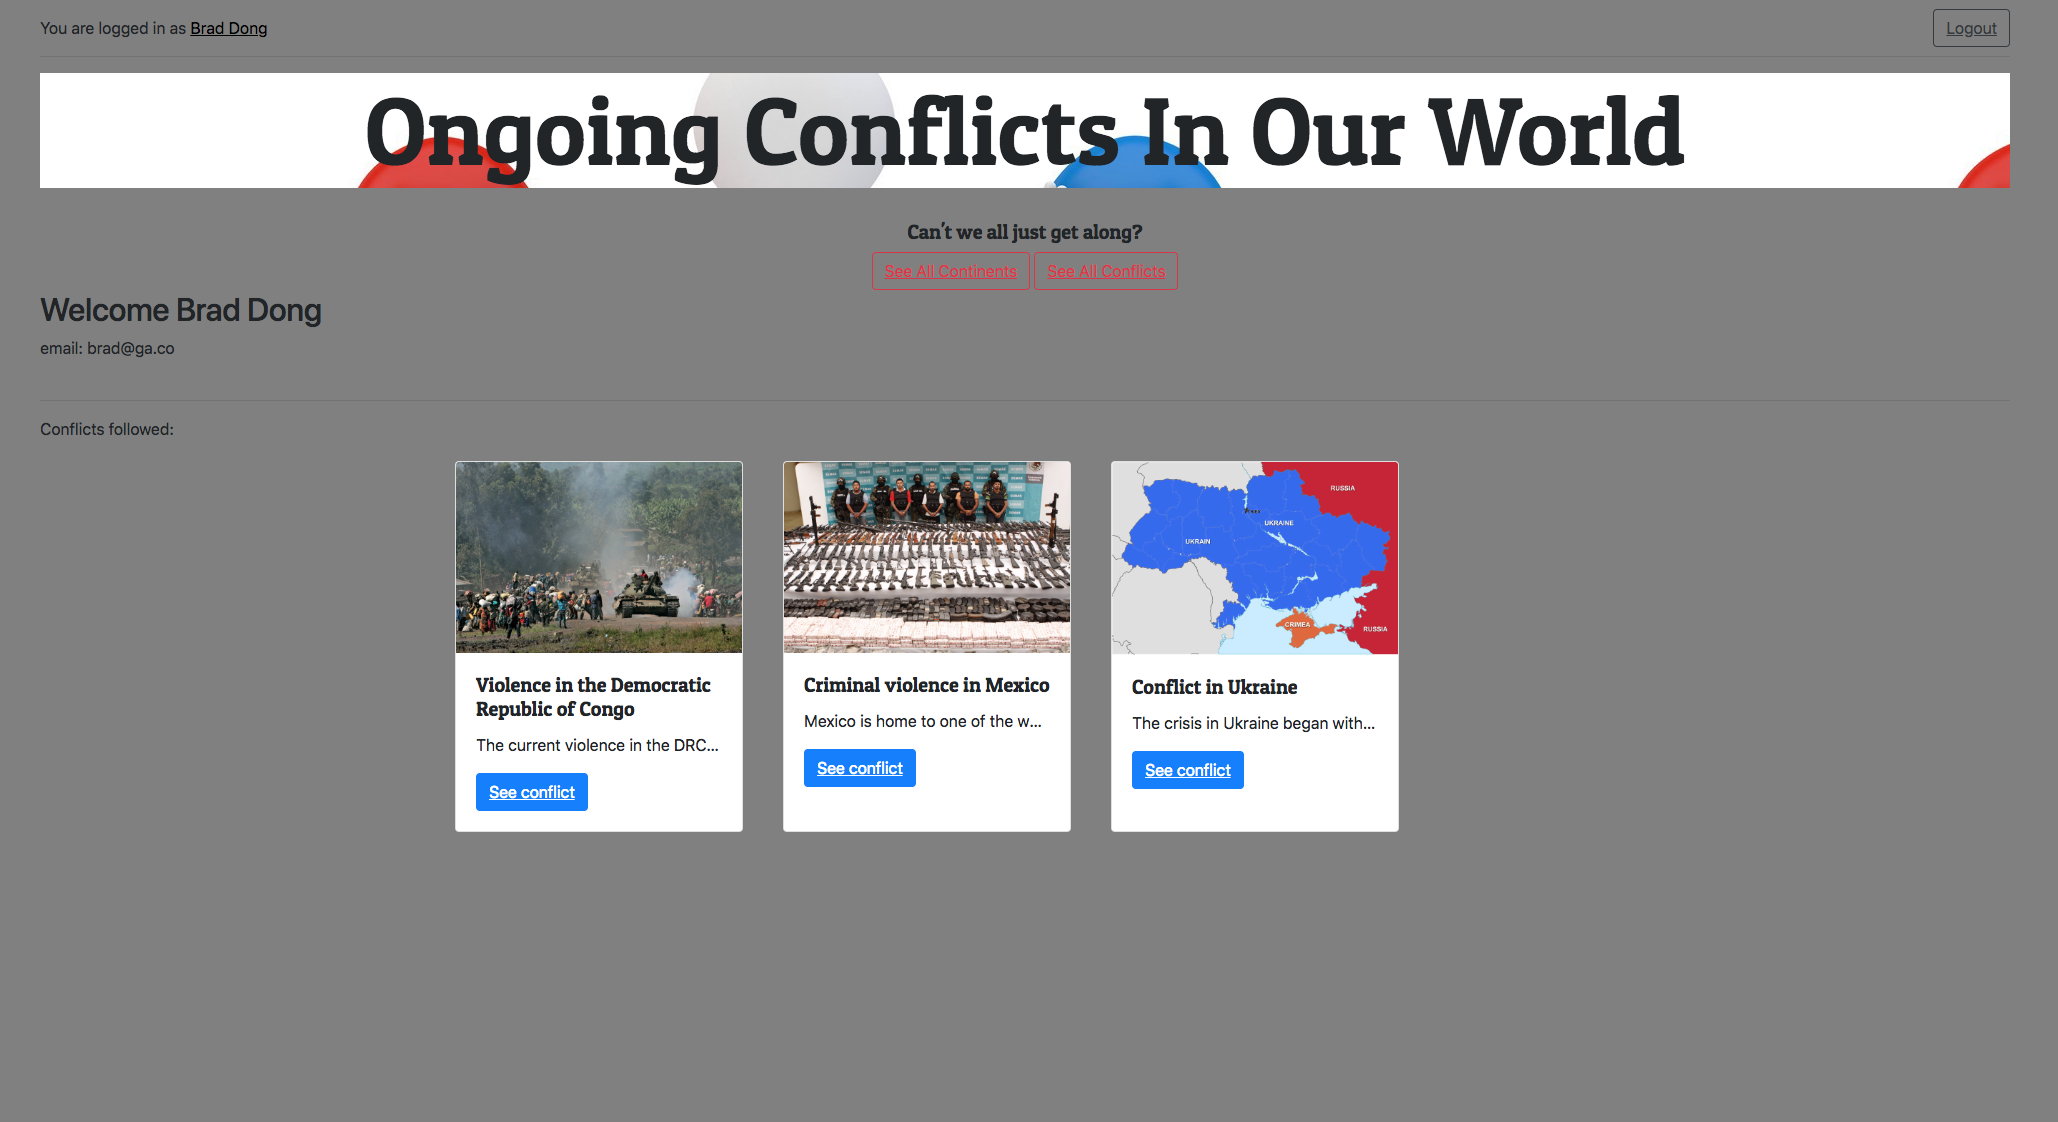 You are logged in as Brad Dong
Logout
Ongoing Conflicts In Our World
Can't we all just get along?
See All Continents
See All Conflicts
Welcome Brad Dong
email: brad@ga.co
Conflicts followed:
Violence in the Democratic
Republic of Congo
The current violence in the DRC...
See conflict
Criminal violence in Mexico
Mexico is home to one of the w...
See conflict
RUSSIA
UKRAINE
UKRAIN
CRIMEA
RUSSIA
Conflict in Ukraine
The crisis in Ukraine began with...
See conflict